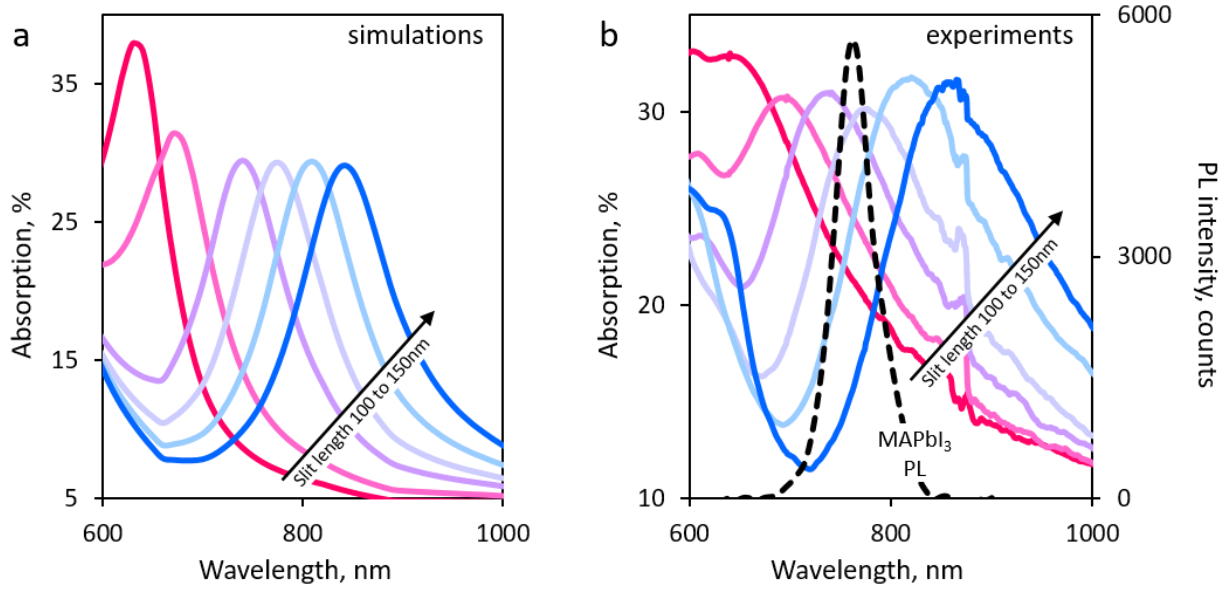 a
simulations
35
25
15
5
Absorption, %
600
800
1000
Wavelength, nm
Slit length 100 to 150nm
b
experiments
30
20
10
Absorption, %
6000
3000
0
PL intensity, counts
600
800
1000
Wavelength, nm
Slit length 100 to 150nm
MAPbI₃
PL